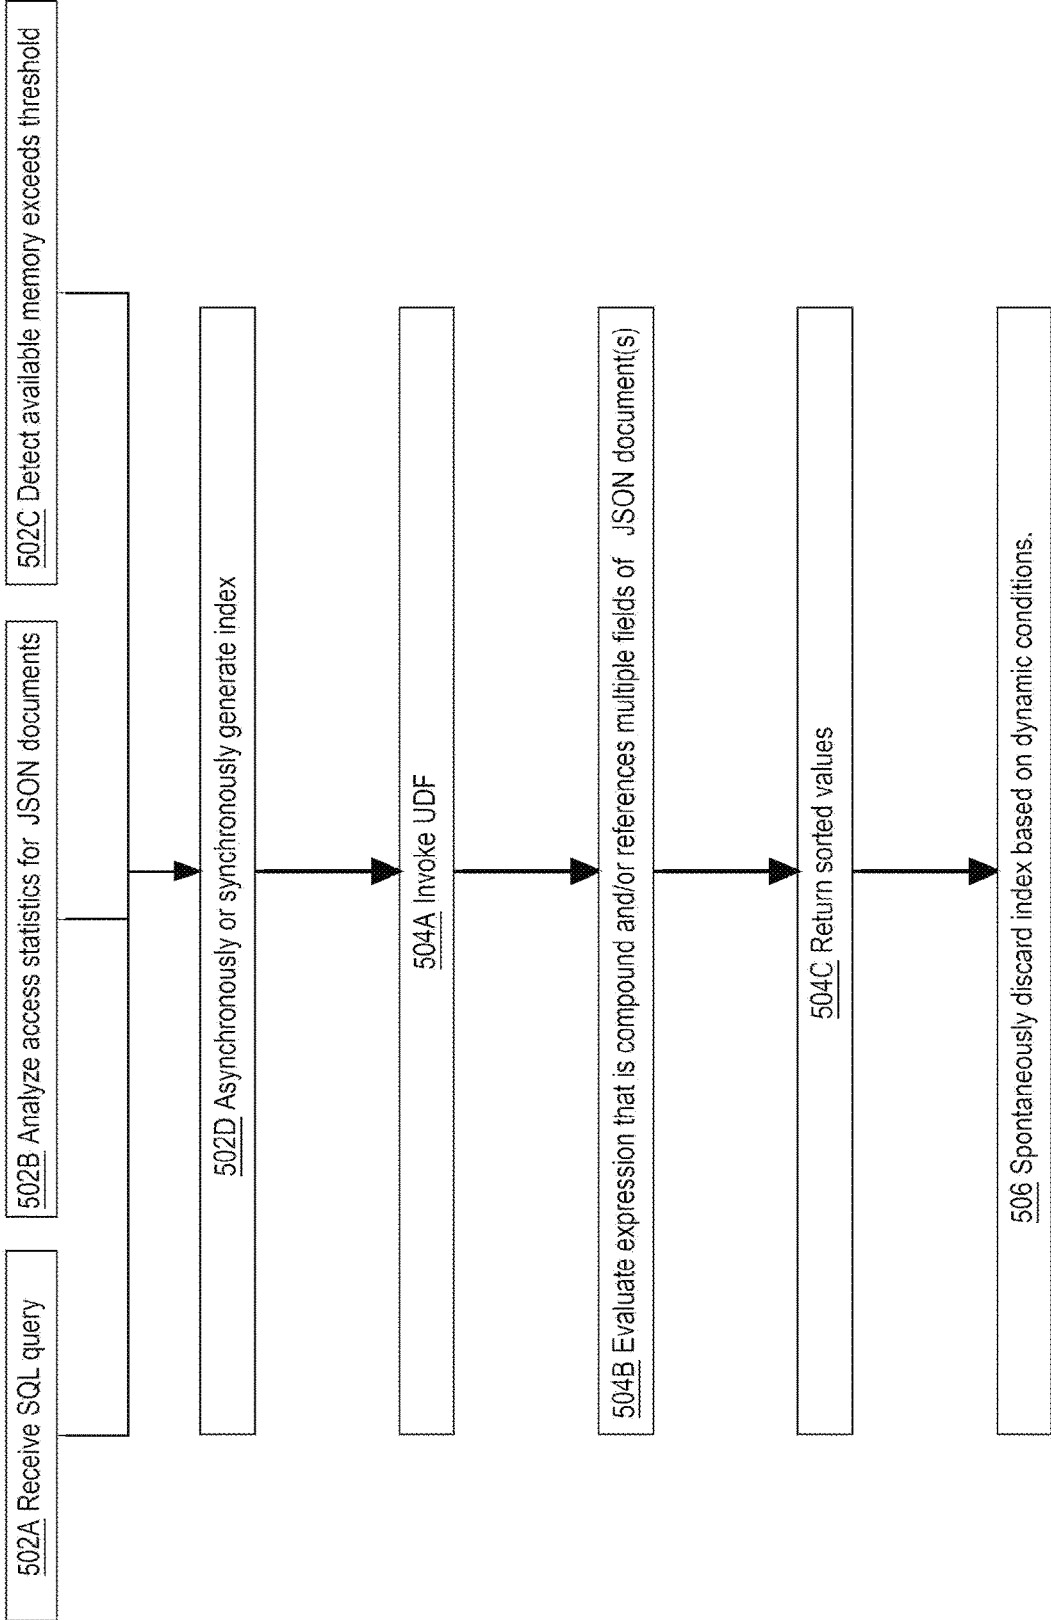 502A Receive SQL query
502B Analyze access statistics for JSON documents
502C Detect available memory exceeds threshold
502D Asynchronously or synchronously generate index
504A Invoke UDF
504B Evaluate expression that is compound and/or references multiple fields of JSON document(s)
504C Return sorted values
506 Spontaneously discard index based on dynamic conditions.